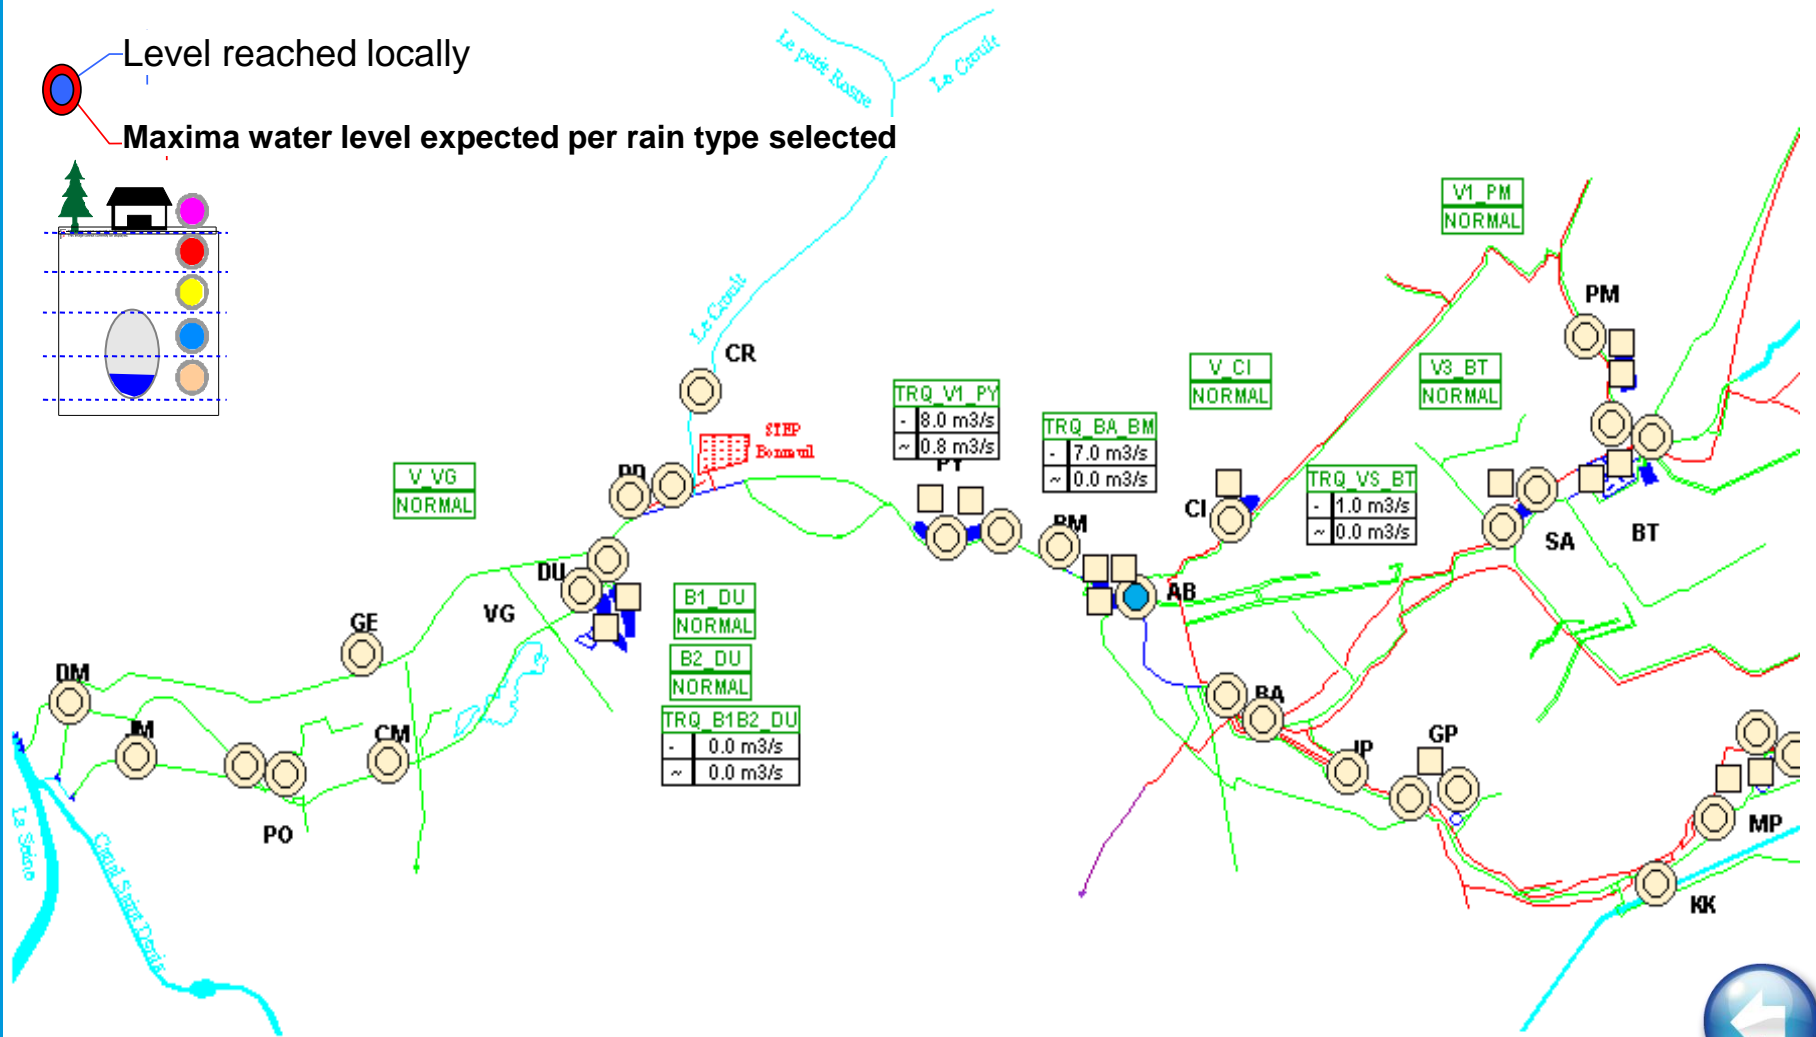 Level reached locally
Maxima water level expected per rain type selected
Le petit Rosne
Le Croult
Le Croult
V1_PM
NORMAL
PM
CR
V_CI
NORMAL
V3_BT
NORMAL
TRQ_V1_PY
- 8.0 m3/s
~ 0.8 m3/s
PY
TRQ_BA_BM
- 7.0 m3/s
~ 0.0 m3/s
STEP
Bonneuil
V_VG
NORMAL
TRQ_VS_BT
- 1.0 m3/s
~ 0.0 m3/s
CI
BM
SA
BT
DU
VG
AB
B1_DU
NORMAL
B2_DU
NORMAL
TRQ_B1B2_DU
- 0.0 m3/s
~ 0.0 m3/s
GE
DM
CM
BA
GP
PO
MP
KK
La Seine
Canal Saint Denis